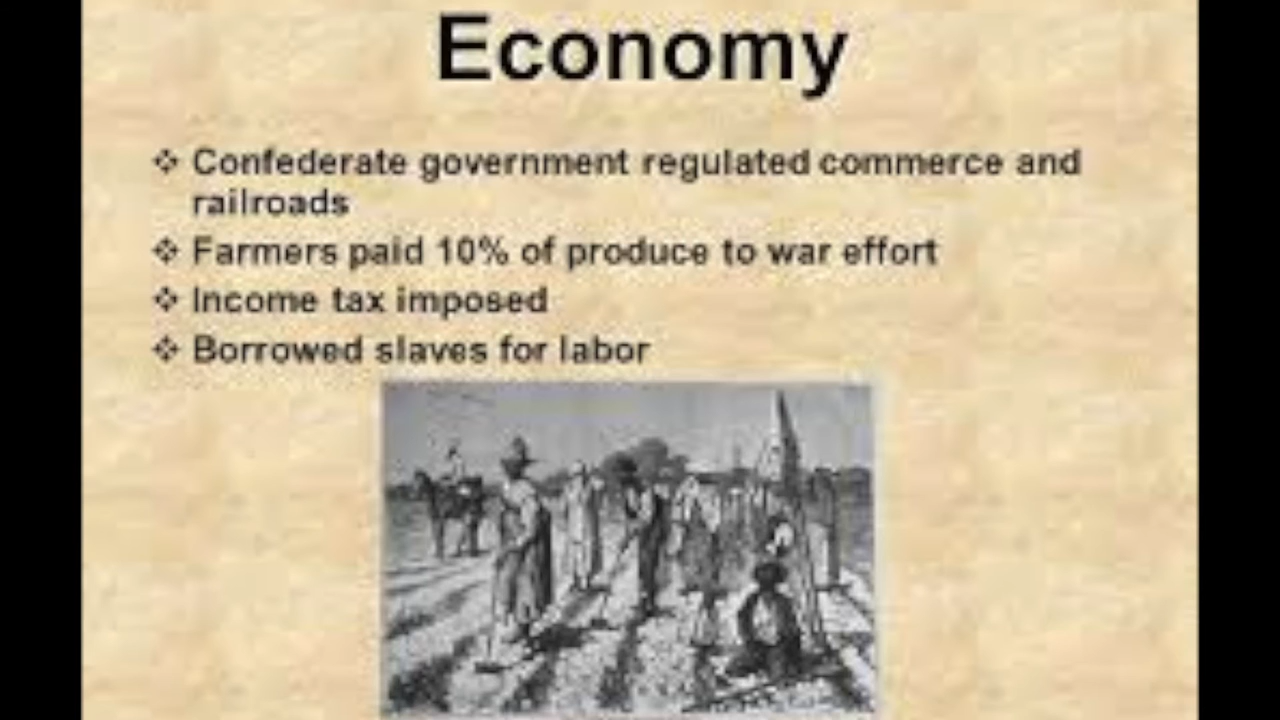 Economy
❖ Confederate government regulated commerce and
railroads
❖ Farmers paid 10% of produce to war effort
❖ Income tax imposed
❖ Borrowed slaves for labor